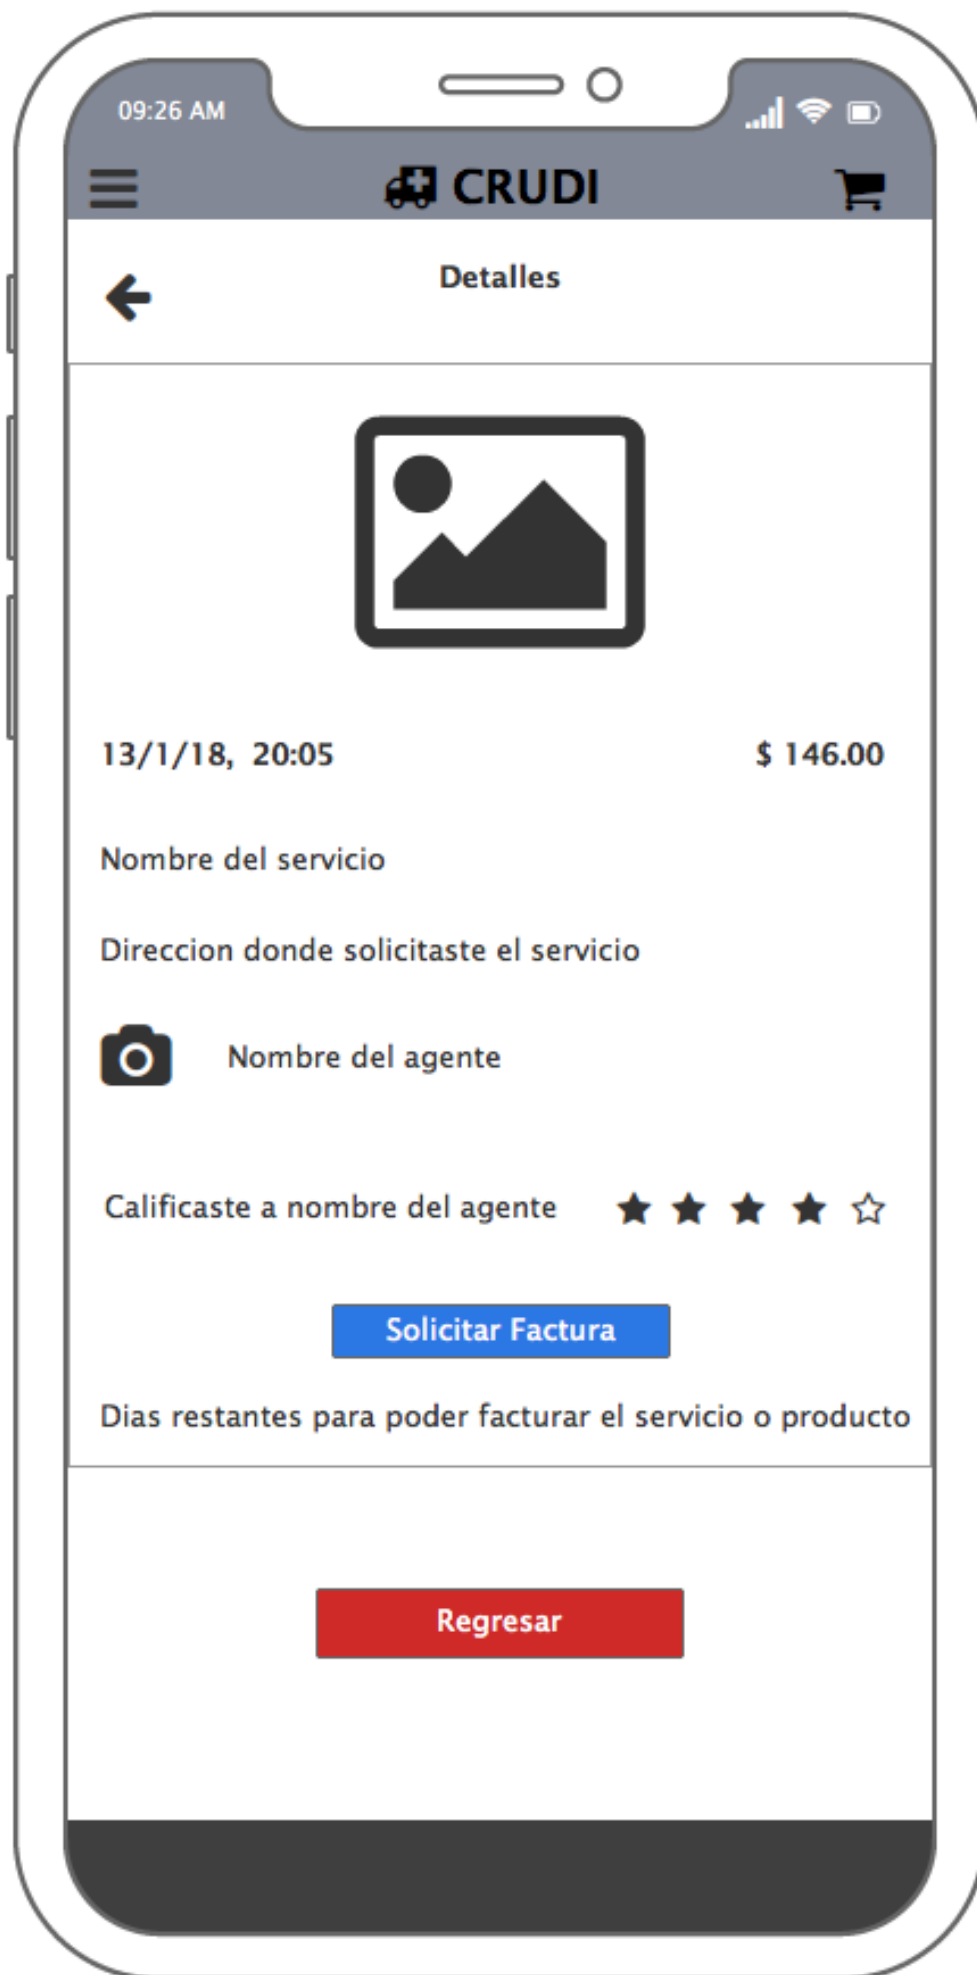 09:26 AM
CRUDI
Detalles
13/1/18, 20:05 $ 146.00
Nombre del servicio
Direccion donde solicitaste el servicio
Nombre del agente
Calificaste a nombre del agente
Solicitar Factura
Dias restantes para poder facturar el servicio o producto
Regresar